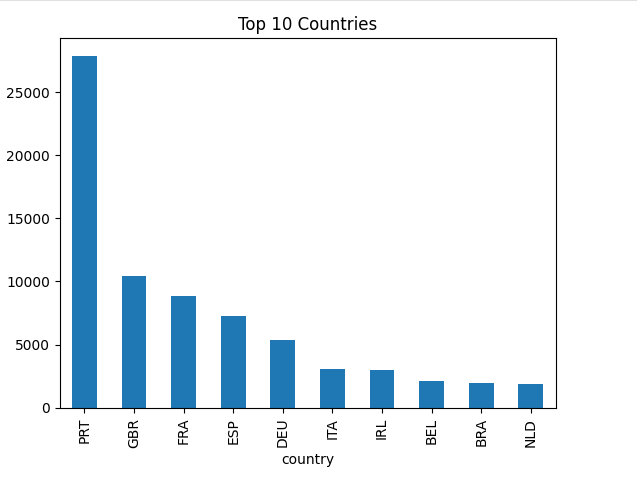 Top 10 Countries
25000
20000
15000
10000
5000
0
PRT
GBR
FRA
ESP
DEU
ITA
IRL
BEL
BRA
NLD
country